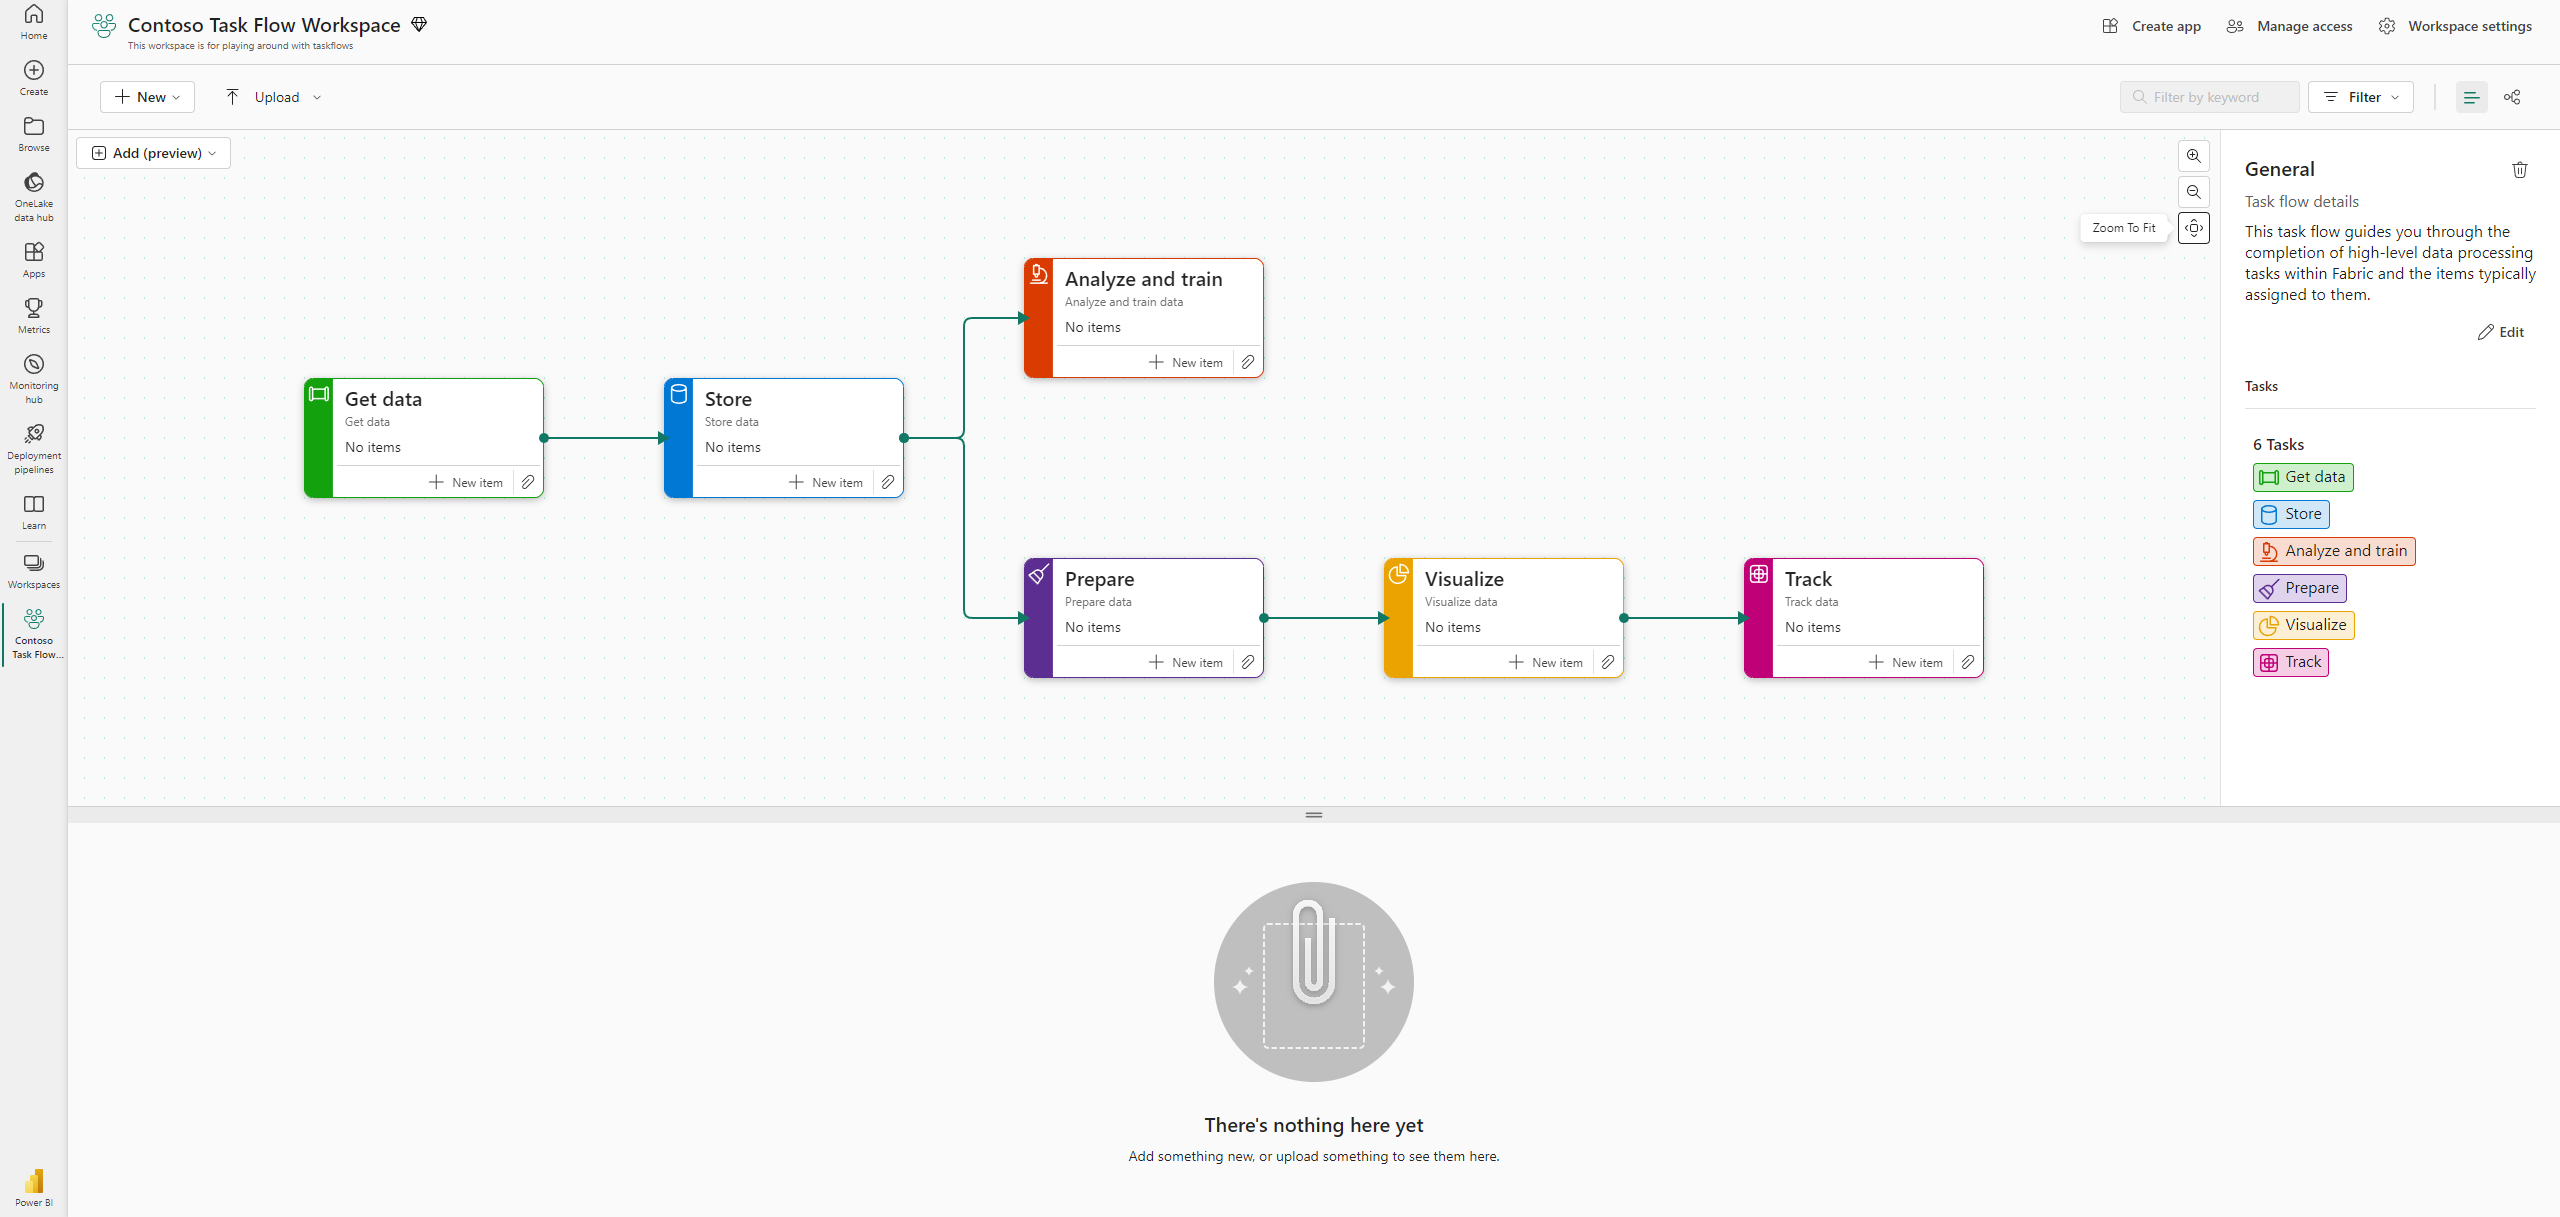 Home
Create
Browse
OneLake
data hub
Apps
Metrics
Monitoring
hub
Deployment
pipelines
Learn
Workspaces
Contoso
Task Flow...
Power BI
Contoso Task Flow Workspace
This workspace is for playing around with taskflows
Create app
Manage access
Workspace settings
New
Upload
Filter by keyword
Filter
Add (preview)
Zoom To Fit
Get data
Get data
No items
New item
Store
Store data
No items
New item
Analyze and train
Analyze and train data
No items
New item
Prepare
Prepare data
No items
New item
Visualize
Visualize data
No items
New item
Track
Track data
No items
New item
General
Task flow details
This task flow guides you through the
completion of high-level data processing
tasks within Fabric and the items typically
assigned to them.
Edit
Tasks
6 Tasks
Get data
Store
Analyze and train
Prepare
Visualize
Track
There's nothing here yet
Add something new, or upload something to see them here.